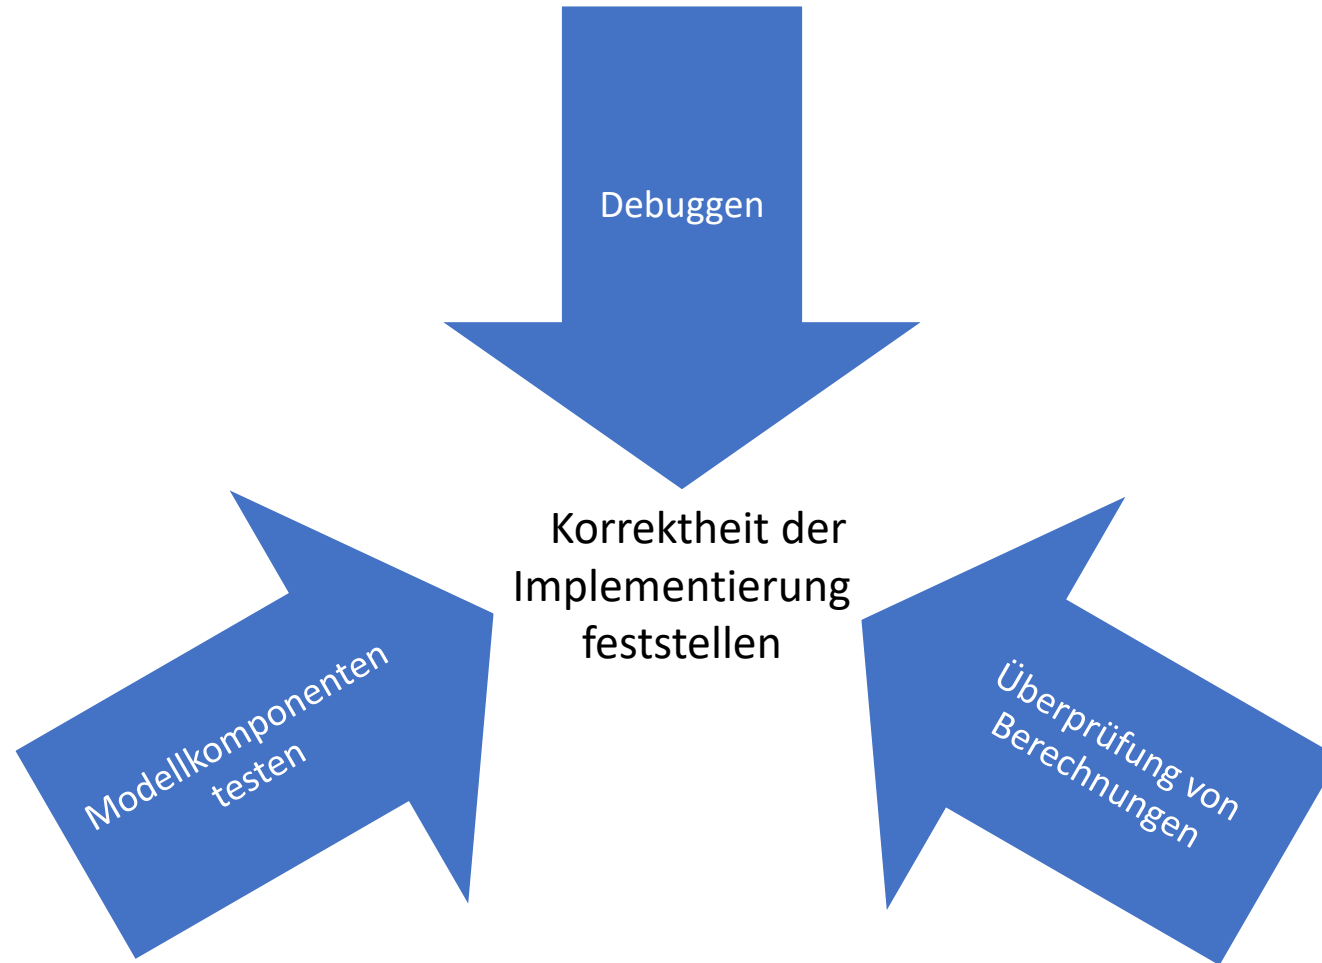 Debuggen
Korrektheit der
Implementierung
feststellen
Modellkomponenten
testen
Überprüfung von
Berechnungen